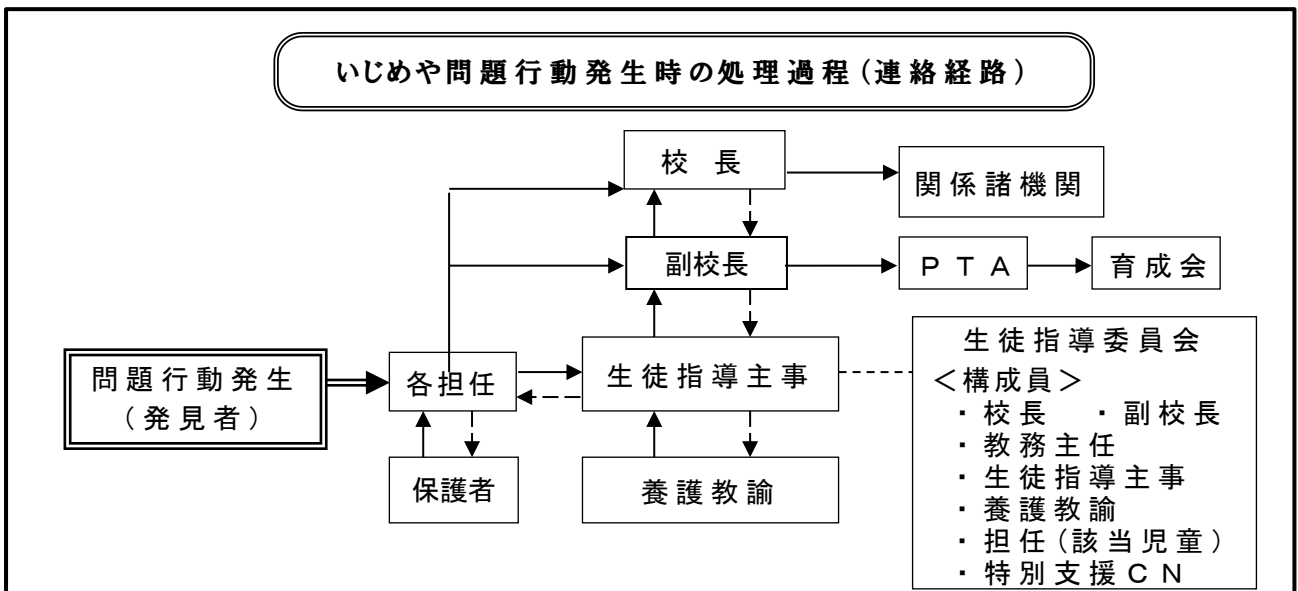 いじめや問題行動発生時の処理過程(連絡経路)
校 長
関係諸機関
副校長
PTA
育成会
問題行動発生
(発見者)
各担任
生徒指導主事
保護者
養護教諭
生徒指導委員会
<構成員>
・校長 ・副校長
・教務主任
・生徒指導主事
・養護教諭
・担任(該当児童)
・特別支援CN